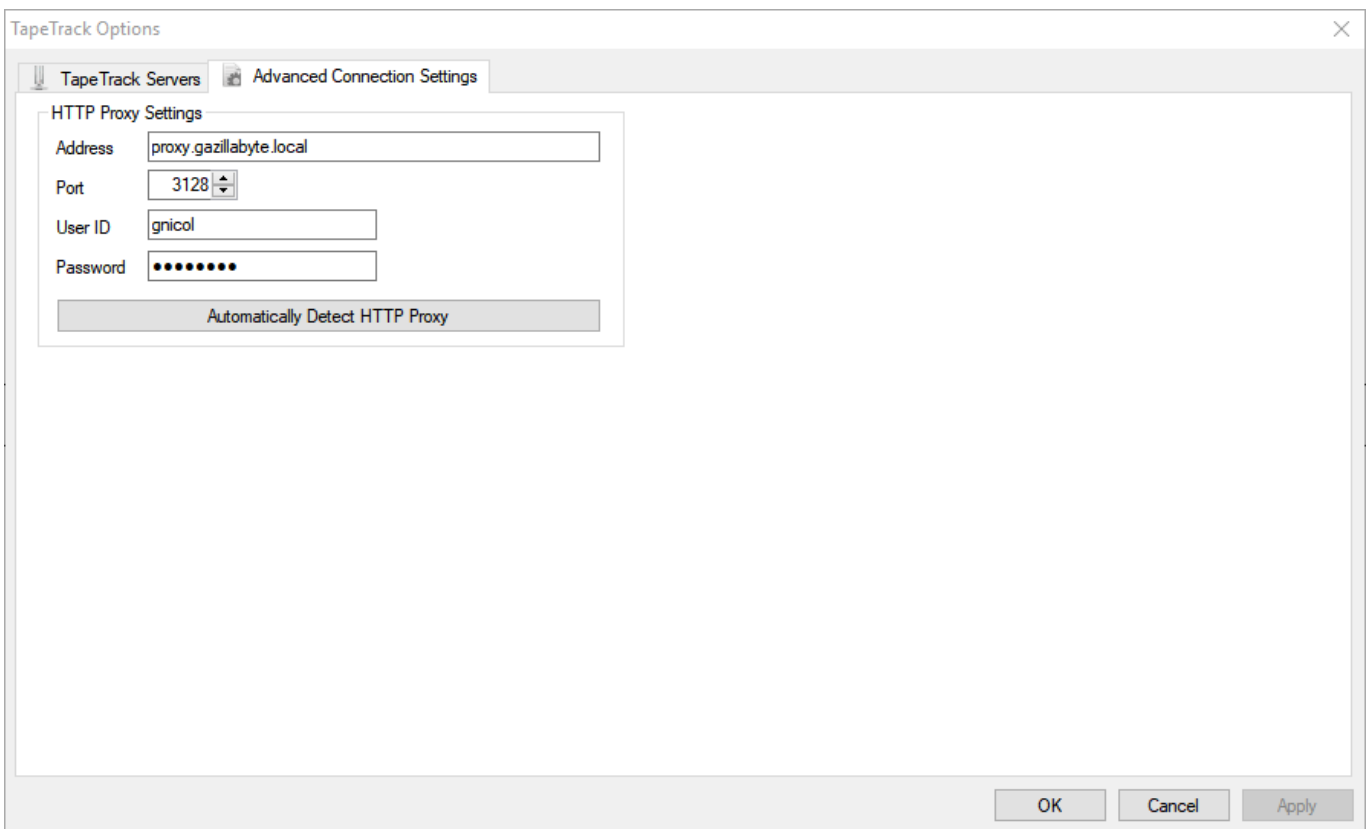 TapeTrack Options
TapeTrack Servers Advanced Connection Settings
HTTP Proxy Settings
Address proxy.gazillabyte.local
Port 3128
User ID gnicol
Password ●●●●●●●●
Automatically Detect HTTP Proxy
OK Cancel Apply